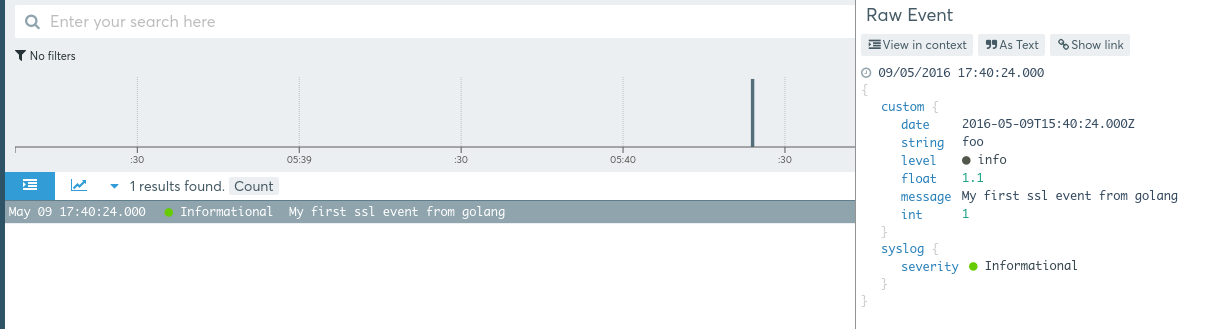 Enter your search here
No filters
:30
05:39
:30
05:40
:30
1 results found. Count
May 09 17:40:24.000 Informational My first ssl event from golang
Raw Event
View in context
As Text
Show link
09/05/2016 17:40:24.000
{
custom {
date 2016-05-09T15:40:24.000Z
string foo
level info
float 1.1
message My first ssl event from golang
int 1
}
syslog {
severity Informational
}
}